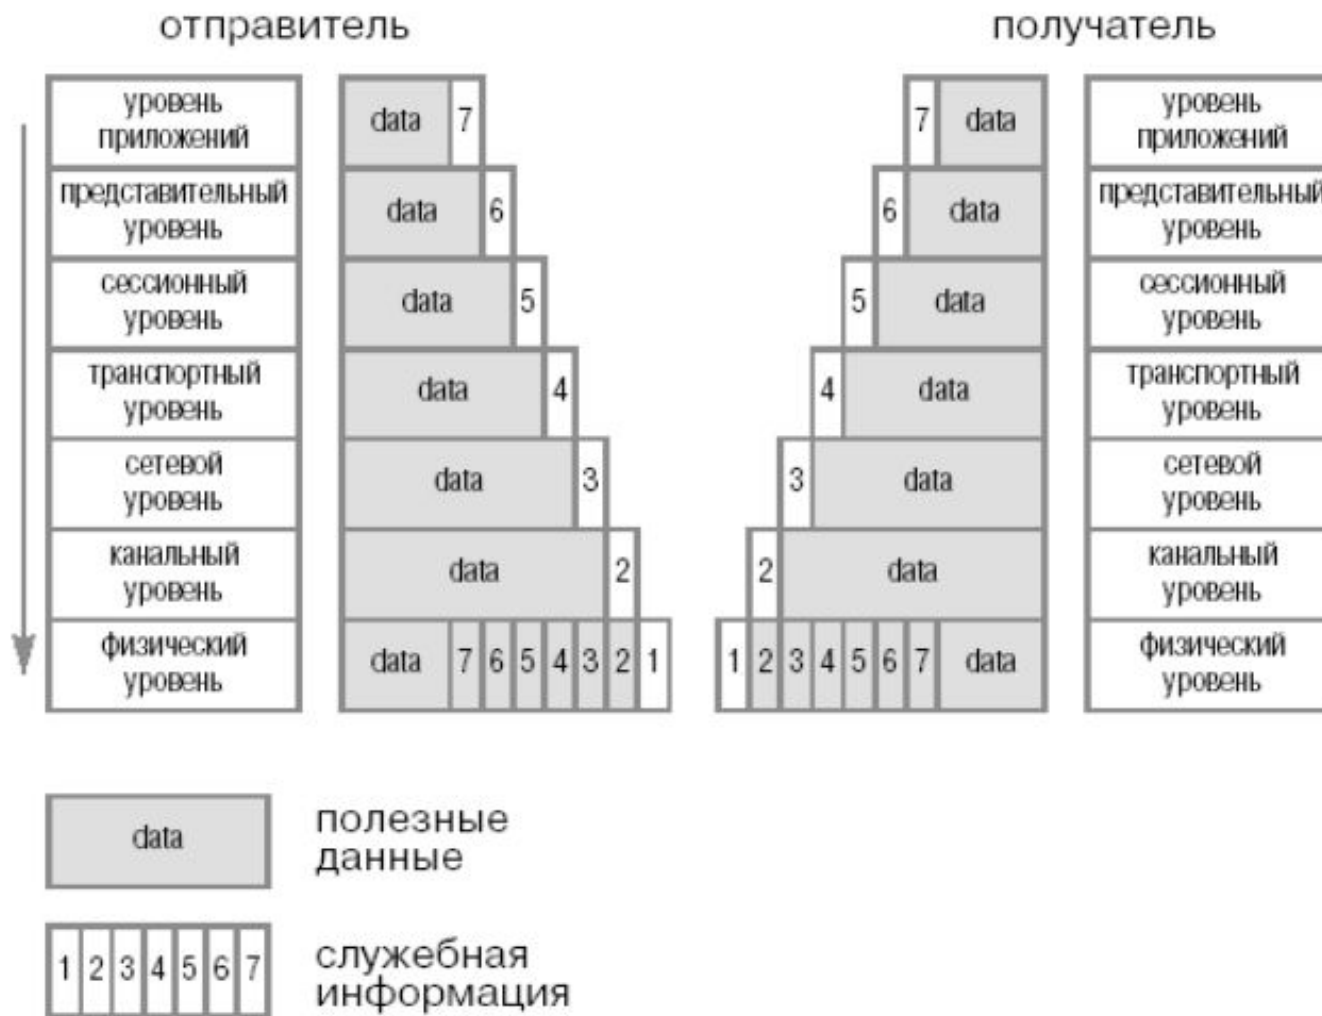 отправитель
получатель
уровень
приложений
data 7
7 data
уровень
приложений
представительный
уровень
data 6
6 data
представительный
уровень
сессионный
уровень
data 5
5 data
сессионный
уровень
транспортный
уровень
data 4
4 data
транспортный
уровень
сетевой
уровень
data 3
3 data
сетевой
уровень
канальный
уровень
data 2
2 data
канальный
уровень
физический
уровень
data 7 6 5 4 3 2 1
1 2 3 4 5 6 7 data
физический
уровень
data
полезные
данные
1 2 3 4 5 6 7
служебная
информация